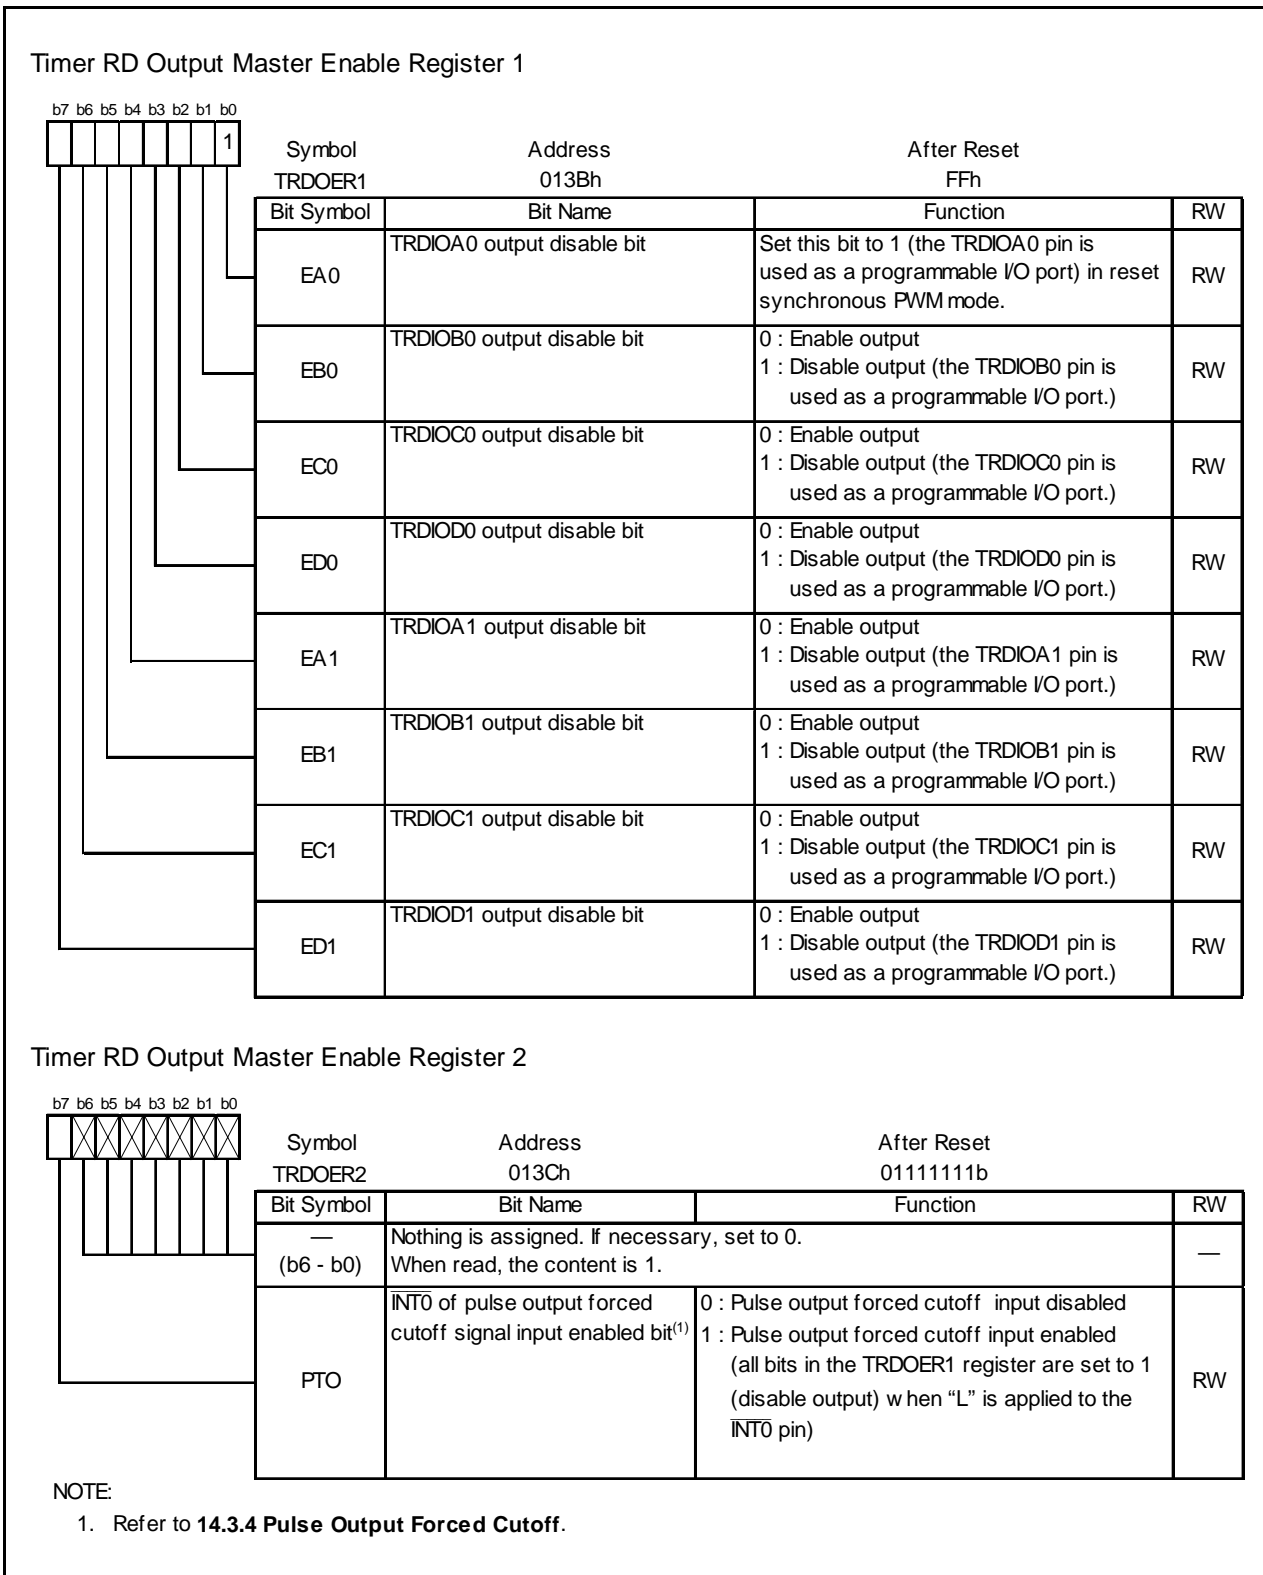 Timer RD Output Master Enable Register 1
b7 b6 b5 b4 b3 b2 b1 b0
1
Symbol Address After Reset
TRDOER1 013Bh FFh
Bit Symbol Bit Name Function RW
EA0 TRDIOA0 output disable bit Set this bit to 1 (the TRDIOA0 pin is
used as a programmable I/O port) in reset RW
synchronous PWM mode.
EB0 TRDIOB0 output disable bit 0 : Enable output
1 : Disable output (the TRDIOB0 pin is RW
used as a programmable I/O port.)
EC0 TRDIOC0 output disable bit 0 : Enable output
1 : Disable output (the TRDIOC0 pin is RW
used as a programmable I/O port.)
ED0 TRDIOD0 output disable bit 0 : Enable output
1 : Disable output (the TRDIOD0 pin is RW
used as a programmable I/O port.)
EA1 TRDIOA1 output disable bit 0 : Enable output
1 : Disable output (the TRDIOA1 pin is RW
used as a programmable I/O port.)
EB1 TRDIOB1 output disable bit 0 : Enable output
1 : Disable output (the TRDIOB1 pin is RW
used as a programmable I/O port.)
EC1 TRDIOC1 output disable bit 0 : Enable output
1 : Disable output (the TRDIOC1 pin is RW
used as a programmable I/O port.)
ED1 TRDIOD1 output disable bit 0 : Enable output
1 : Disable output (the TRDIOD1 pin is RW
used as a programmable I/O port.)
Timer RD Output Master Enable Register 2
b7 b6 b5 b4 b3 b2 b1 b0
Symbol Address After Reset
TRDOER2 013Ch 01111111b
Bit Symbol Bit Name Function RW
— Nothing is assigned. If necessary, set to 0. —
(b6 - b0) When read, the content is 1.
PTO INT0 of pulse output forced 0 : Pulse output forced cutoff input disabled
cutoff signal input enabled bit(1) 1 : Pulse output forced cutoff input enabled
(all bits in the TRDOER1 register are set to 1 RW
(disable output) when “L” is applied to the
INT0 pin)
NOTE:
1. Refer to 14.3.4 Pulse Output Forced Cutoff.